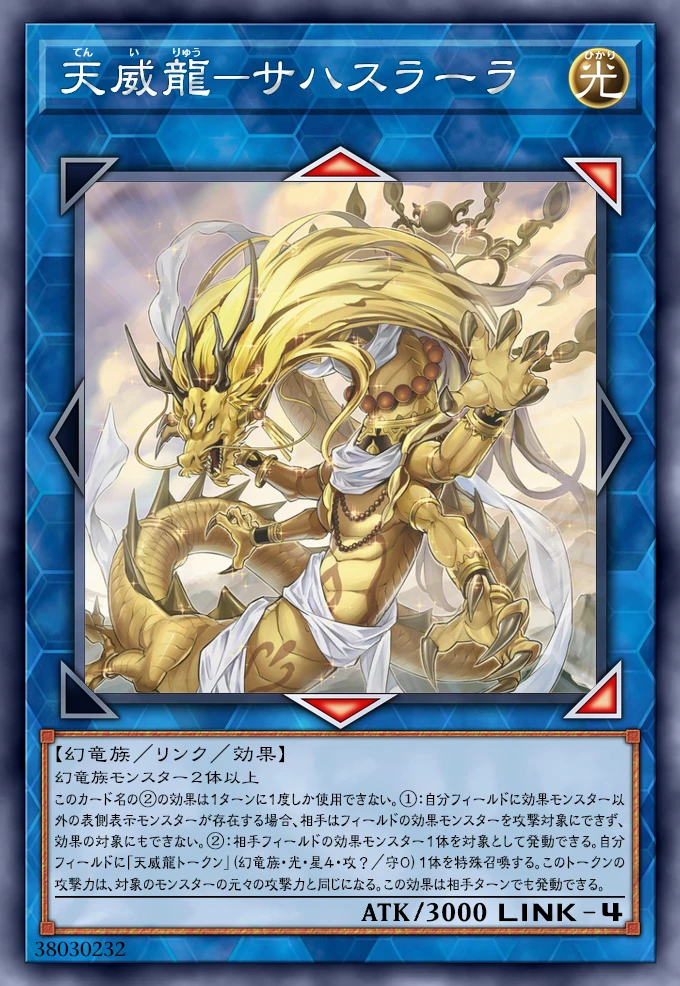 てん い りゅう
天威龍－サハスラーラ
ひかり
光
【幻竜族／リンク／効果】
幻竜族モンスター２体以上
このカード名の②の効果は1ターンに1度しか使用できない。①：自分フィールドに効果モンスター以
外の表側表示モンスターが存在する場合、相手はフィールドの効果モンスターを攻撃対象にできず、
効果の対象にもできない。②：相手フィールドの効果モンスター1体を対象として発動できる。自分
フィールドに「天威龍トークン」（幻竜族・光・星４・攻？／守０）１体を特殊召喚する。このトークンの
攻撃力は、対象のモンスターの元々の攻撃力と同じになる。この効果は相手ターンでも発動できる。
ATK/3000 LINK－4
38030232